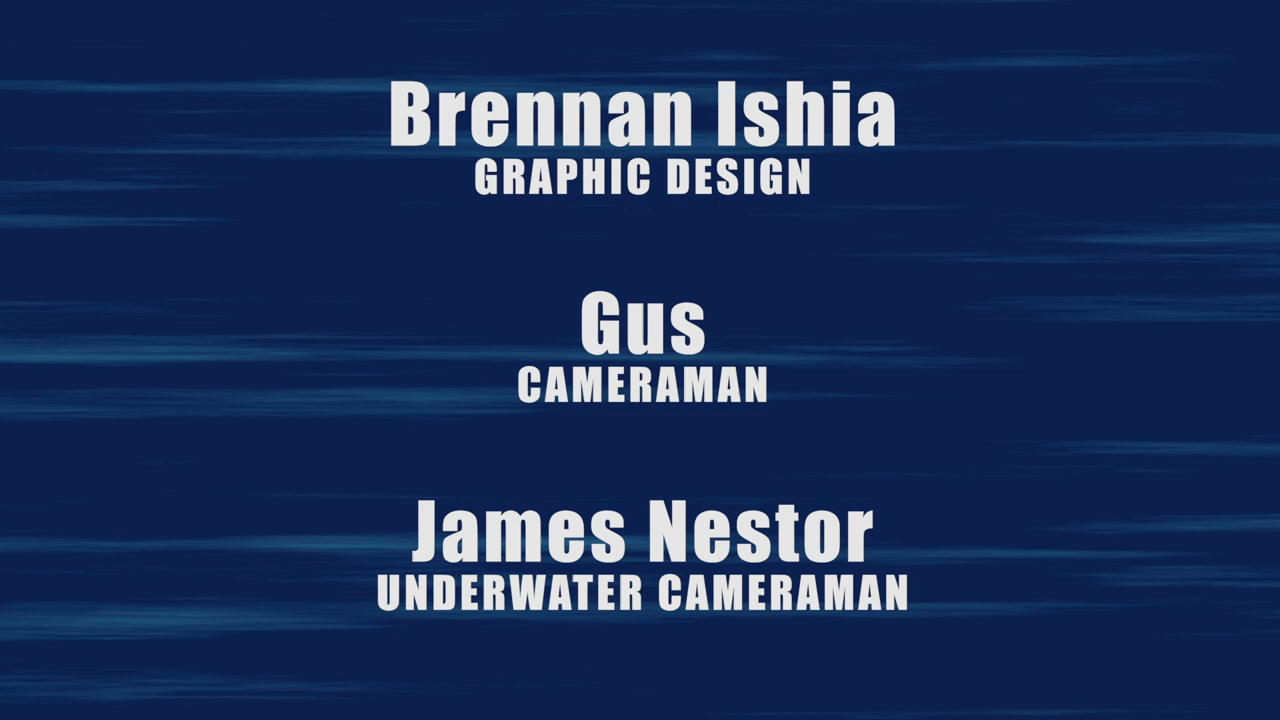 Brennan Ishia
GRAPHIC DESIGN
Gus
CAMERAMAN
James Nestor
UNDERWATER CAMERAMAN